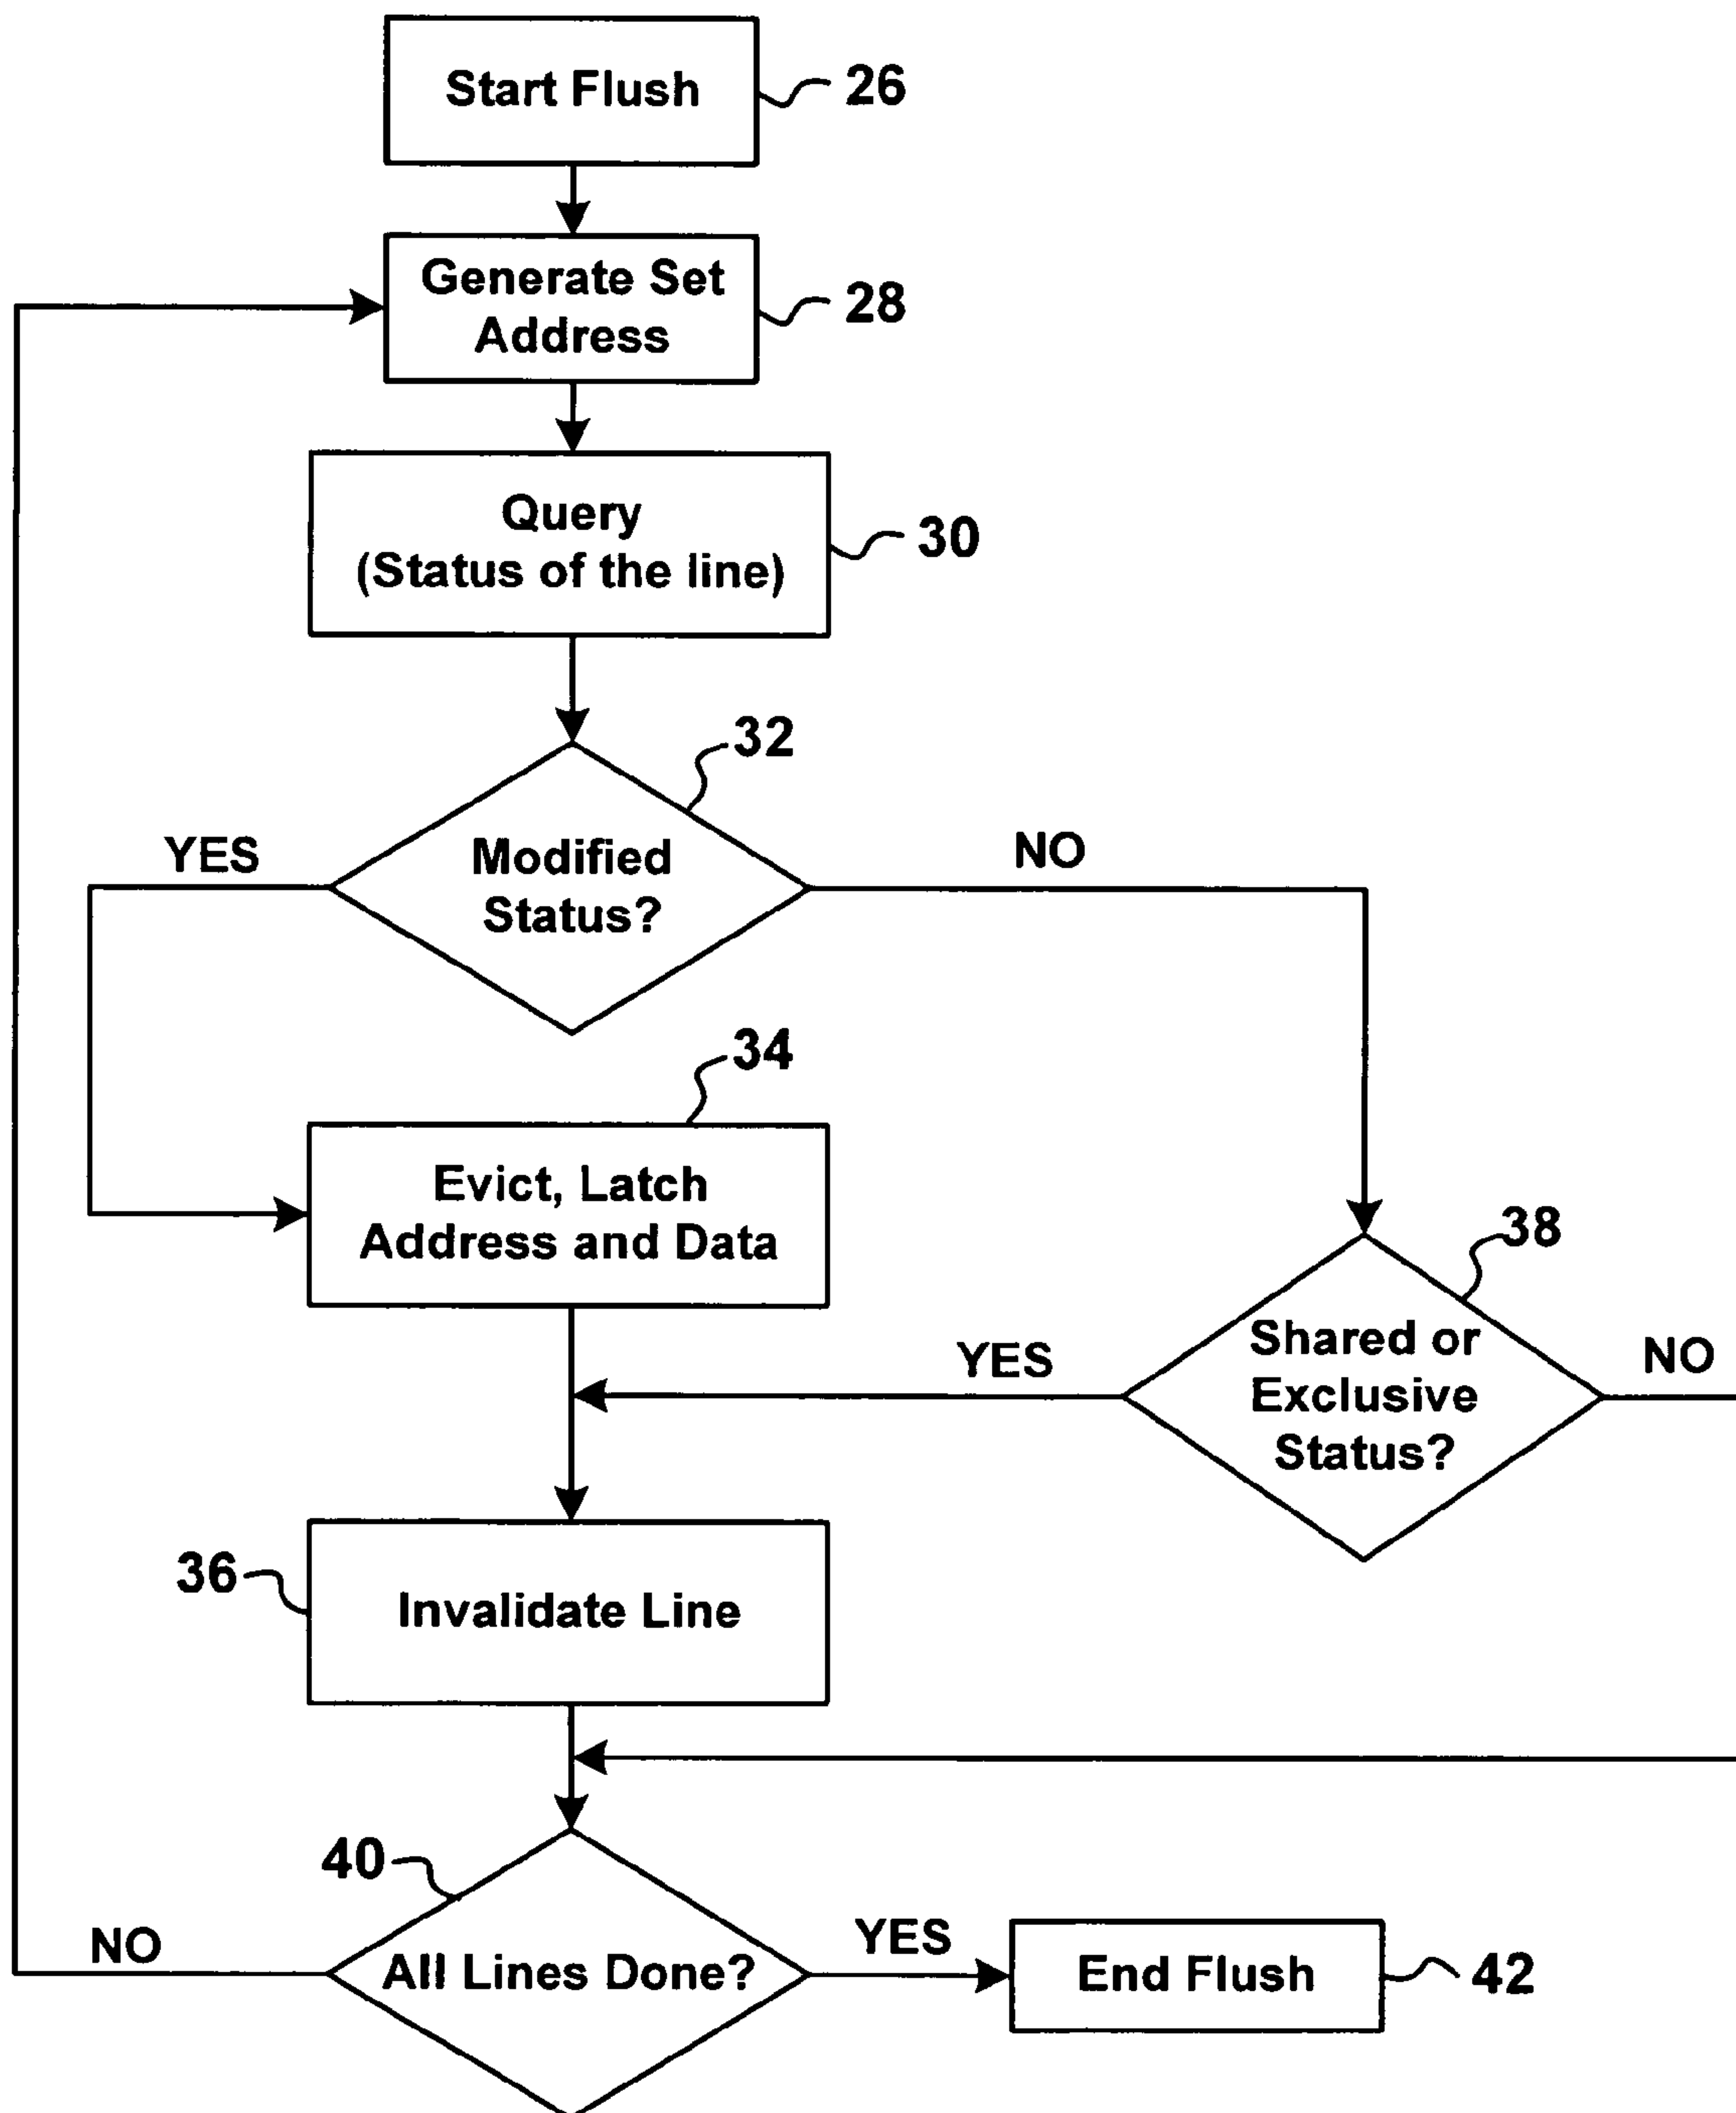 Start Flush
26
Generate Set
Address
28
Query
(Status of the line)
30
32
YES
Modified
Status?
NO
34
Evict, Latch
Address and Data
38
YES
Shared or
Exclusive
Status?
NO
36
Invalidate Line
40
NO
All Lines Done?
YES
End Flush
42